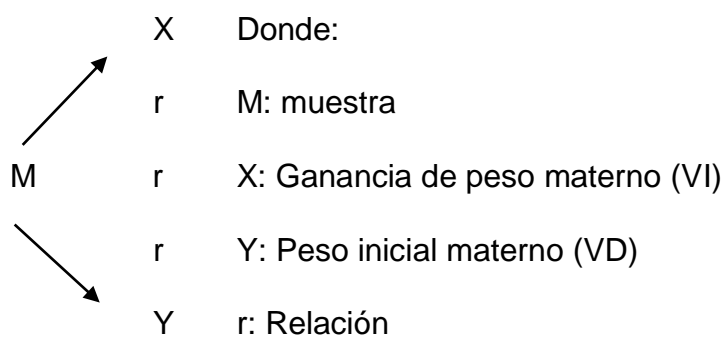 X Donde:
r M: muestra
M r X: Ganancia de peso materno (VI)
r Y: Peso inicial materno (VD)
Y r: Relación